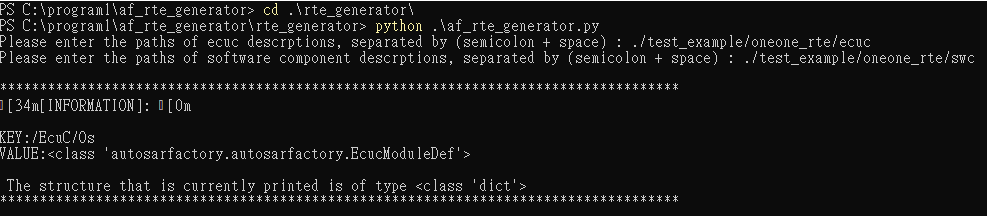 PS C:\program1\af_rte_generator> cd .\rte_generator\
PS C:\program1\af_rte_generator\rte_generator> python .\af_rte_generator.py
Please enter the paths of ecuc descrptions, separated by (semicolon + space) : ./test_example/oneone_rte/ecuc
Please enter the paths of software component descrptions, separated by (semicolon + space) : ./test_example/oneone_rte/swc
*************************************************************************************
[34m[INFORMATION]: [0m
KEY:/EcuC/Os
VALUE:<class 'autosarfactory.autosarfactory.EcucModuleDef'>
The structure that is currently printed is of type <class 'dict'>
*************************************************************************************